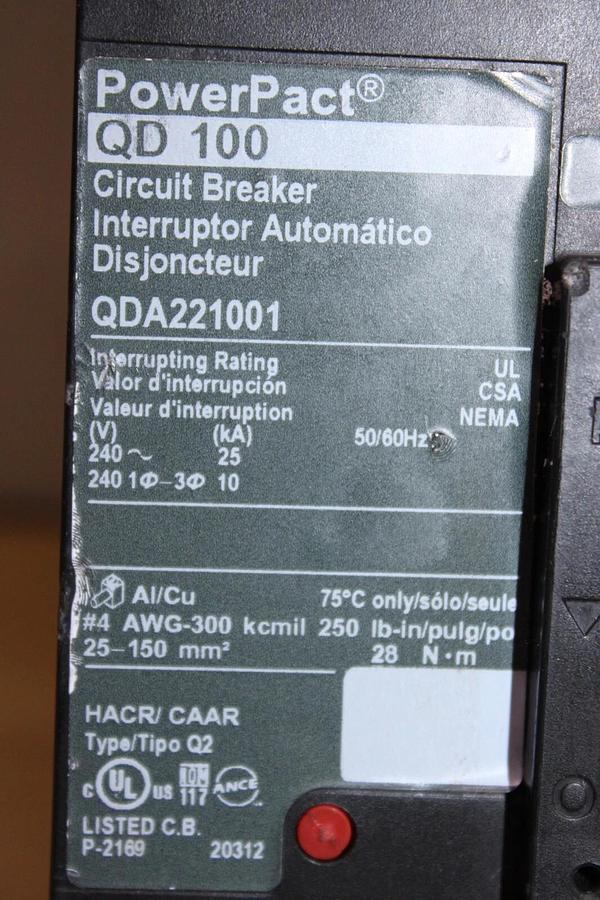 PowerPact®
QD 100
Circuit Breaker
Interruptor Automático
Disjoncteur
QDA221001
Interrupting Rating UL
Valor d'interrupción CSA
Valeur d'interruption NEMA
(V) (kA) 50/60Hz
240 ~ 25
240 1Φ–3Φ 10
Al/Cu 75°C only/sólo/seule
#4 AWG-300 kcmil 250 lb-in/pulg/po
25–150 mm² 28 N·m
HACR/ CAAR
Type/Tipo Q2
c UL us 117 ANCE
LISTED C.B.
P-2169 20312